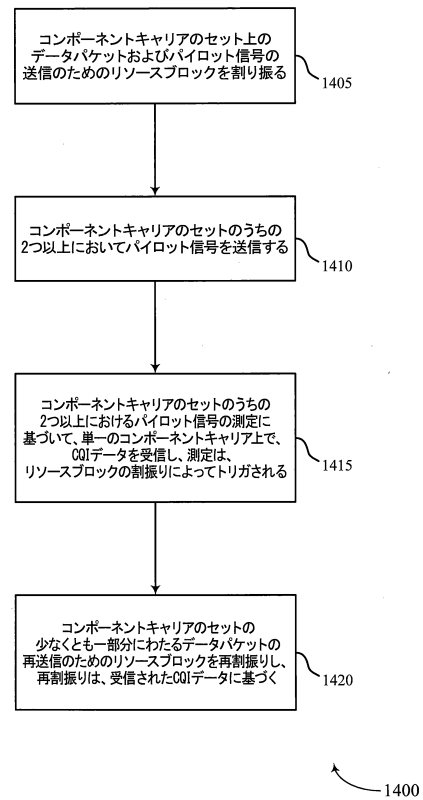 コンポーネントキャリアのセット上の
データパケットおよびパイロット信号の
送信のためのリソースブロックを割り振る
1405
コンポーネントキャリアのセットのうちの
2つ以上においてパイロット信号を送信する
1410
コンポーネントキャリアのセットのうちの
2つ以上におけるパイロット信号の測定に
基づいて、単一のコンポーネントキャリア上で、
CQIデータを受信し、測定は、
リソースブロックの割振りによってトリガされる
1415
コンポーネントキャリアのセットの
少なくとも一部分にわたるデータパケットの
再送信のためのリソースブロックを再割振りし、
再割振りは、受信されたCQIデータに基づく
1420
1400